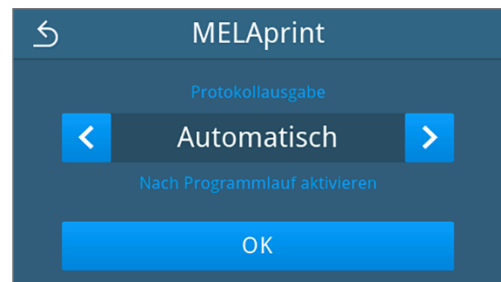 MELAprint
Protokollausgabe
Automatisch
Nach Programmlauf aktivieren
OK